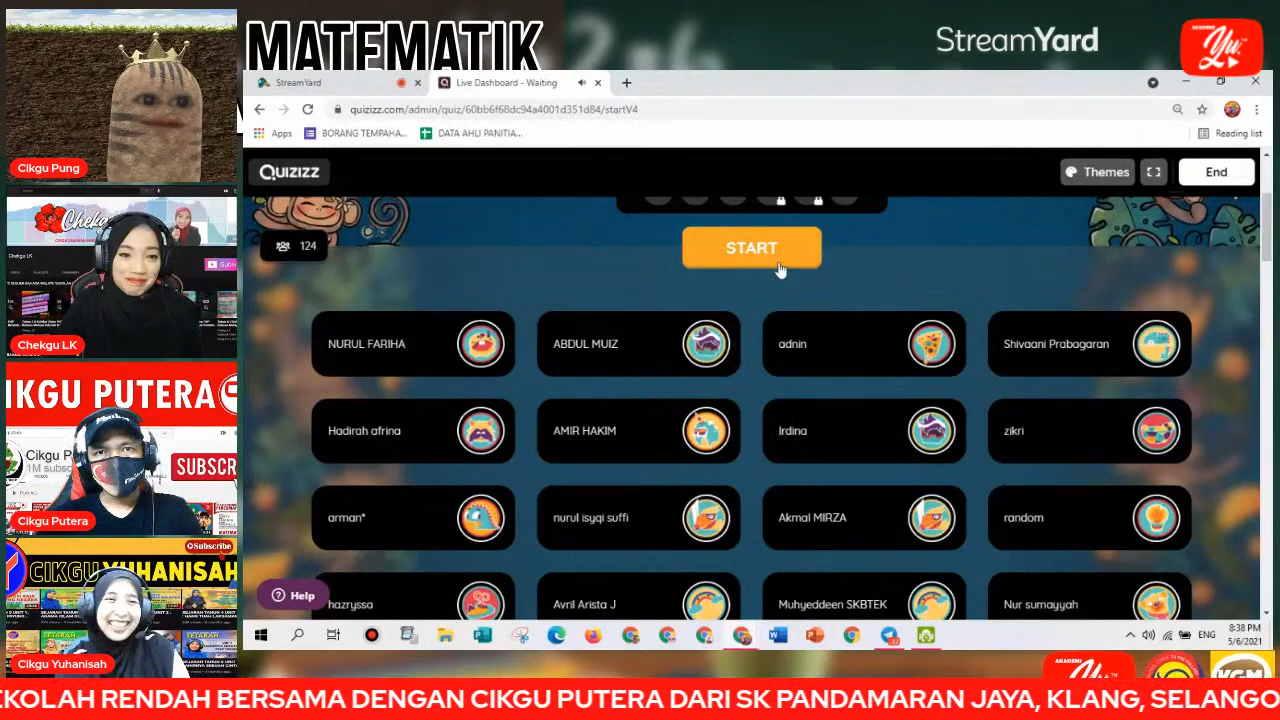 MATEMATIK
StreamYard
StreamYard
Live Dashboard - Waiting
quizizz.com/admin/quiz/60bb6f68dc94a4001d351d84/startV4
Apps
BORANG TEMPAHA...
DATA AHLI PANITIA...
Reading list
Quizizz
Themes
End
124
START
NURUL FARIHA
ABDUL MUIZ
adnin
Shivaani Prabagaran
Hadirah afrina
AMIR HAKIM
Irdina
zikri
arman*
nurul isyqi suffi
Akmal MIRZA
random
hazryssa
Avril Arista J
Muhyeddeen SKBTEK
Nur sumayyah
Help
ENG
8:38 PM
5/6/2021
Cikgu Pung
Chekgu LK
IKGU PUTERA
Cikgu Pu
1M subsc
SUBSCR
Cikgu Putera
Subscribe
CIKGU YUHANISAH
Cikgu Yuhanisah
EKOLAH RENDAH BERSAMA DENGAN CIKGU PUTERA DARI SK PANDAMARAN JAYA, KLANG, SELANGO